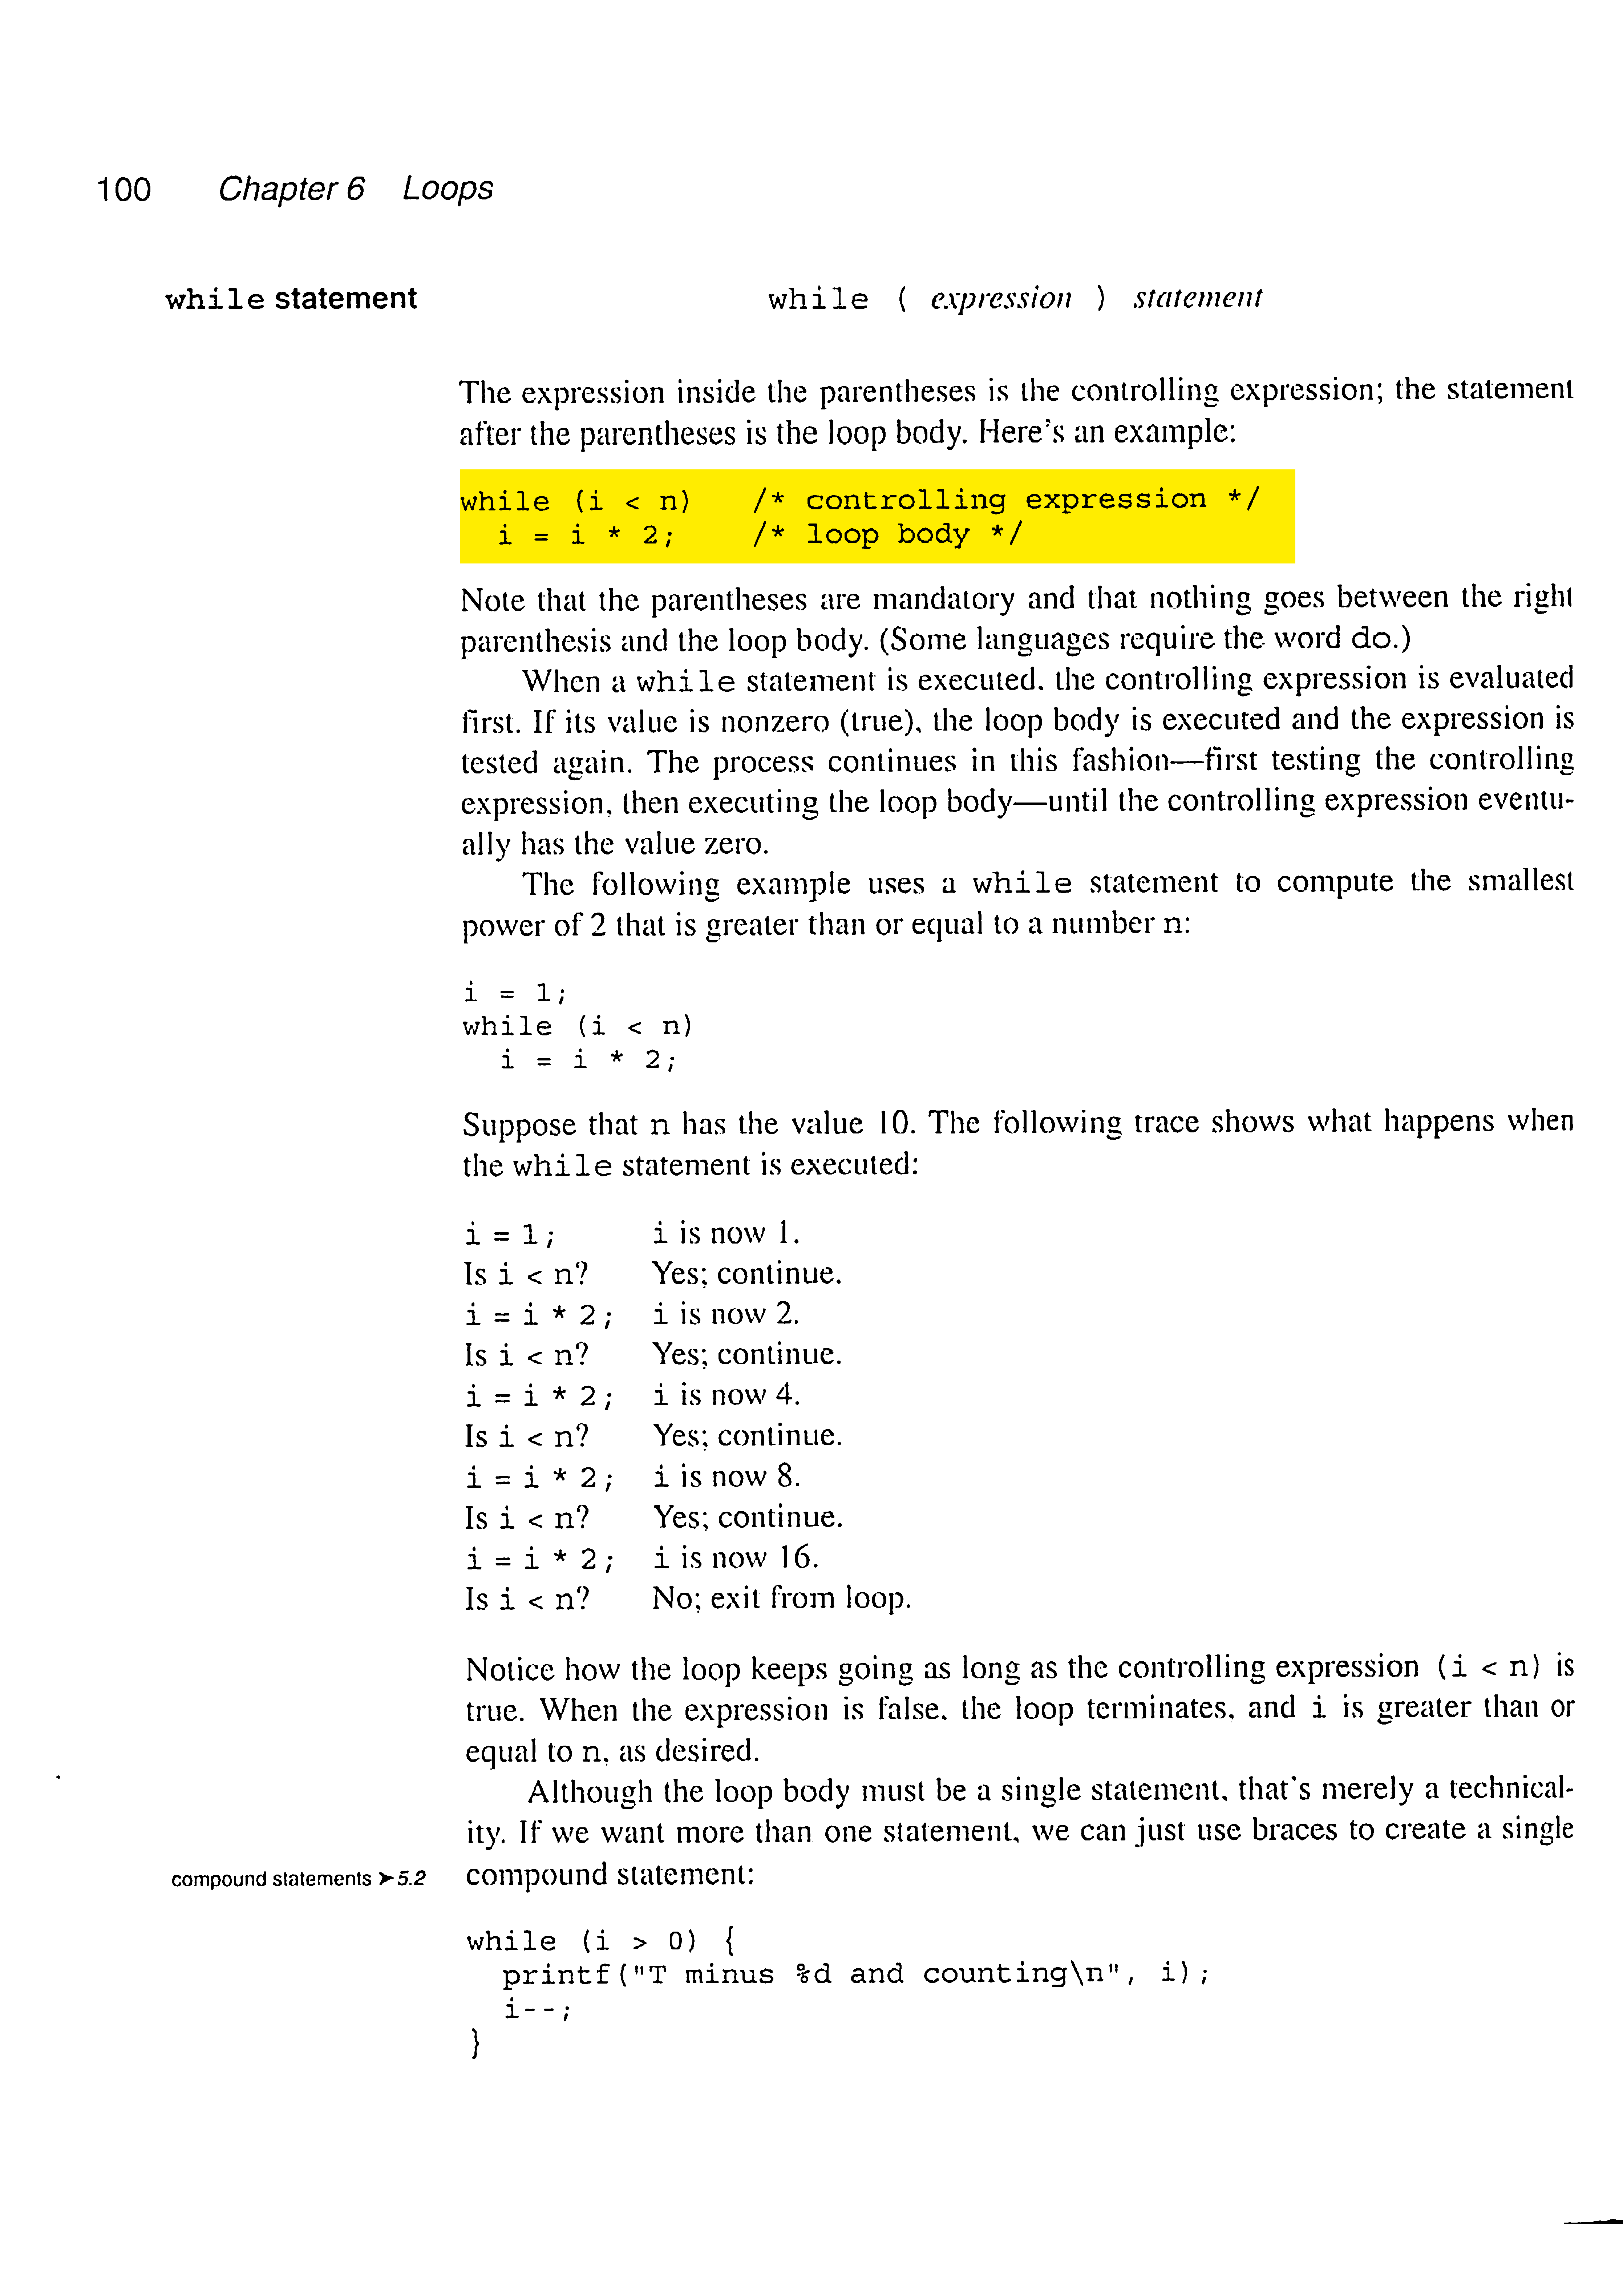 100 Chapter 6 Loops
while statement while ( expression ) statement
The expression inside the parentheses is the controlling expression; the statement
after the parentheses is the loop body. Here's an example:
while (i < n) /* controlling expression */
i = i * 2; /* loop body */
Note that the parentheses are mandatory and that nothing goes between the right
parenthesis and the loop body. (Some languages require the word do.)
When a while statement is executed, the controlling expression is evaluated
first. If its value is nonzero (true), the loop body is executed and the expression is
tested again. The process continues in this fashion—first testing the controlling
expression, then executing the loop body—until the controlling expression eventu-
ally has the value zero.
The following example uses a while statement to compute the smallest
power of 2 that is greater than or equal to a number n:
i = 1;
while (i < n)
i = i * 2;
Suppose that n has the value 10. The following trace shows what happens when
the while statement is executed:
i = 1; i is now 1.
Is i < n? Yes; continue.
i = i * 2; i is now 2.
Is i < n? Yes; continue.
i = i * 2; i is now 4.
Is i < n? Yes; continue.
i = i * 2; i is now 8.
Is i < n? Yes; continue.
i = i * 2; i is now 16.
Is i < n? No; exit from loop.
Notice how the loop keeps going as long as the controlling expression (i < n) is
true. When the expression is false, the loop terminates, and i is greater than or
equal to n, as desired.
Although the loop body must be a single statement, that's merely a technical-
ity. If we want more than one statement, we can just use braces to create a single
compound statements ➤5.2 compound statement:
while (i > 0) {
printf("T minus %d and counting\n", i);
i--;
}